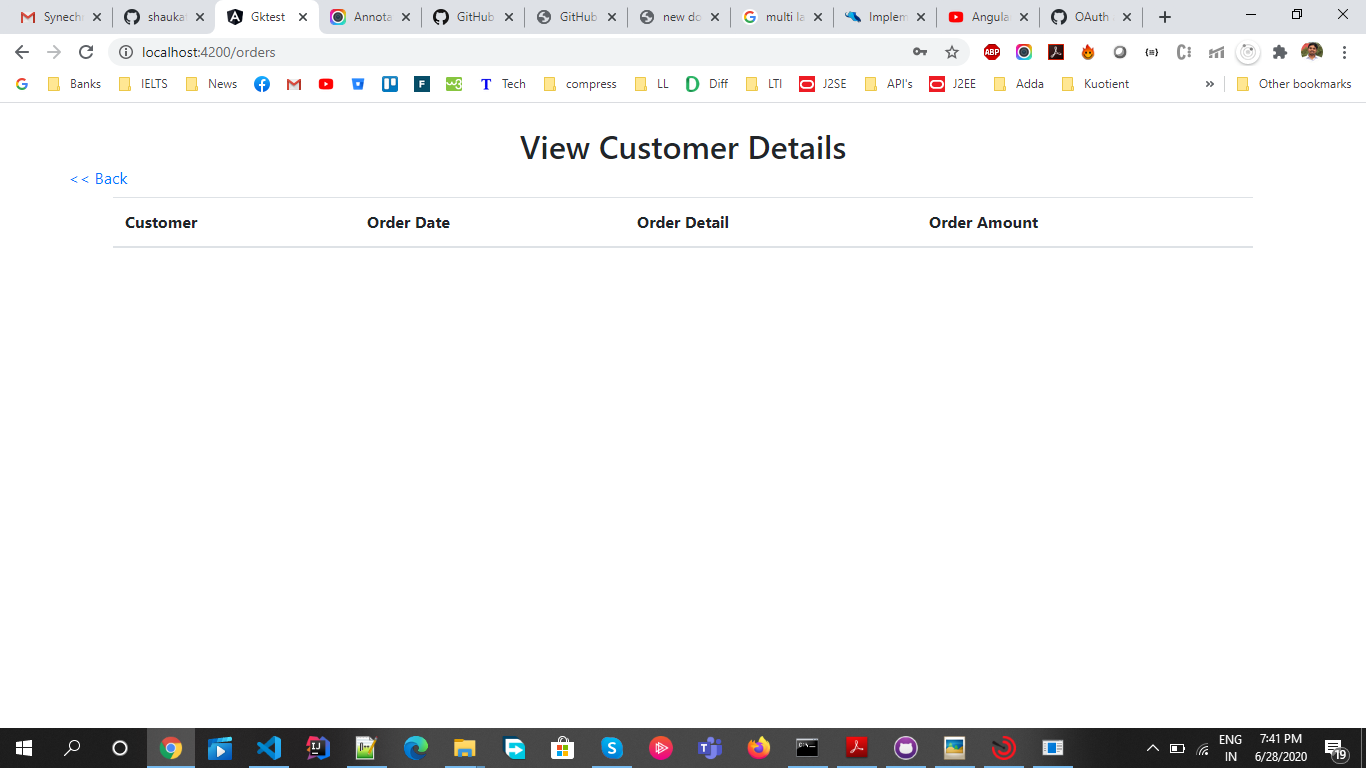 Synech
shauka
Gktest
Annota
GitHub
GitHub
new do
multi la
Implem
Angula
OAuth
localhost:4200/orders
ABP
Banks
IELTS
News
F
T Tech
compress
LL
Diff
LTI
J2SE
API's
J2EE
Adda
Kuotient
»
Other bookmarks
View Customer Details
<< Back
Customer Order Date Order Detail Order Amount
ENG
IN
7:41 PM
6/28/2020
19